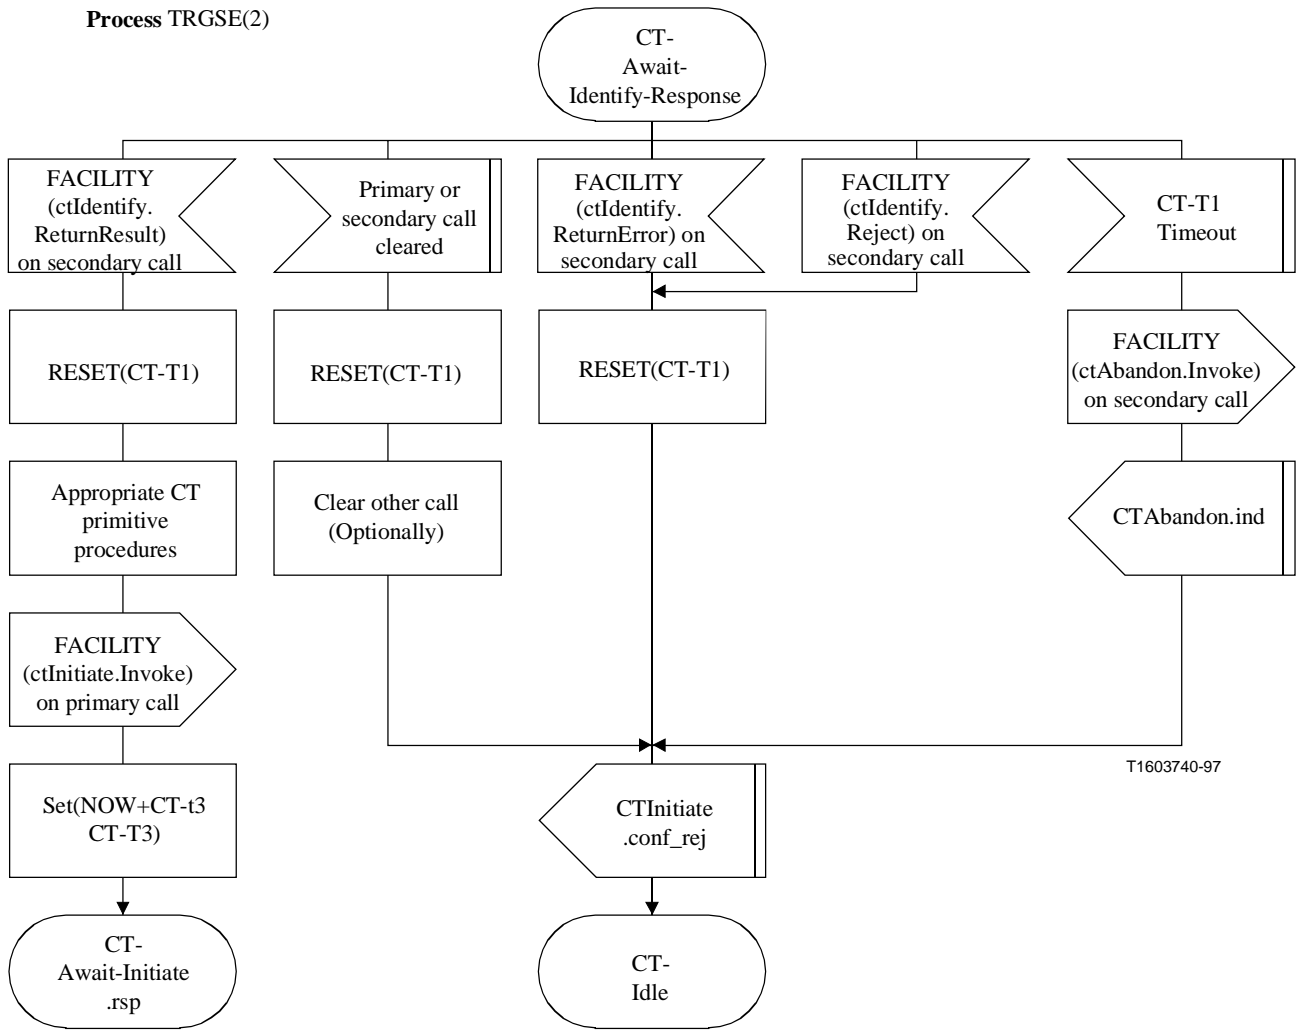 Process TRGSE(2)
CT-
Await-
Identify-Response
FACILITY
(ctIdentify.
ReturnResult)
on secondary call
Primary or
secondary call
cleared
FACILITY
(ctIdentify.
ReturnError) on
secondary call
FACILITY
(ctIdentify.
Reject) on
secondary call
CT-T1
Timeout
RESET(CT-T1)
RESET(CT-T1)
RESET(CT-T1)
FACILITY
(ctAbandon.Invoke)
on secondary call
Appropriate CT
primitive
procedures
Clear other call
(Optionally)
CTAbandon.ind
FACILITY
(ctInitiate.Invoke)
on primary call
T1603740-97
Set(NOW+CT-t3
CT-T3)
CTInitiate
.conf_rej
CT-
Await-Initiate
.rsp
CT-
Idle